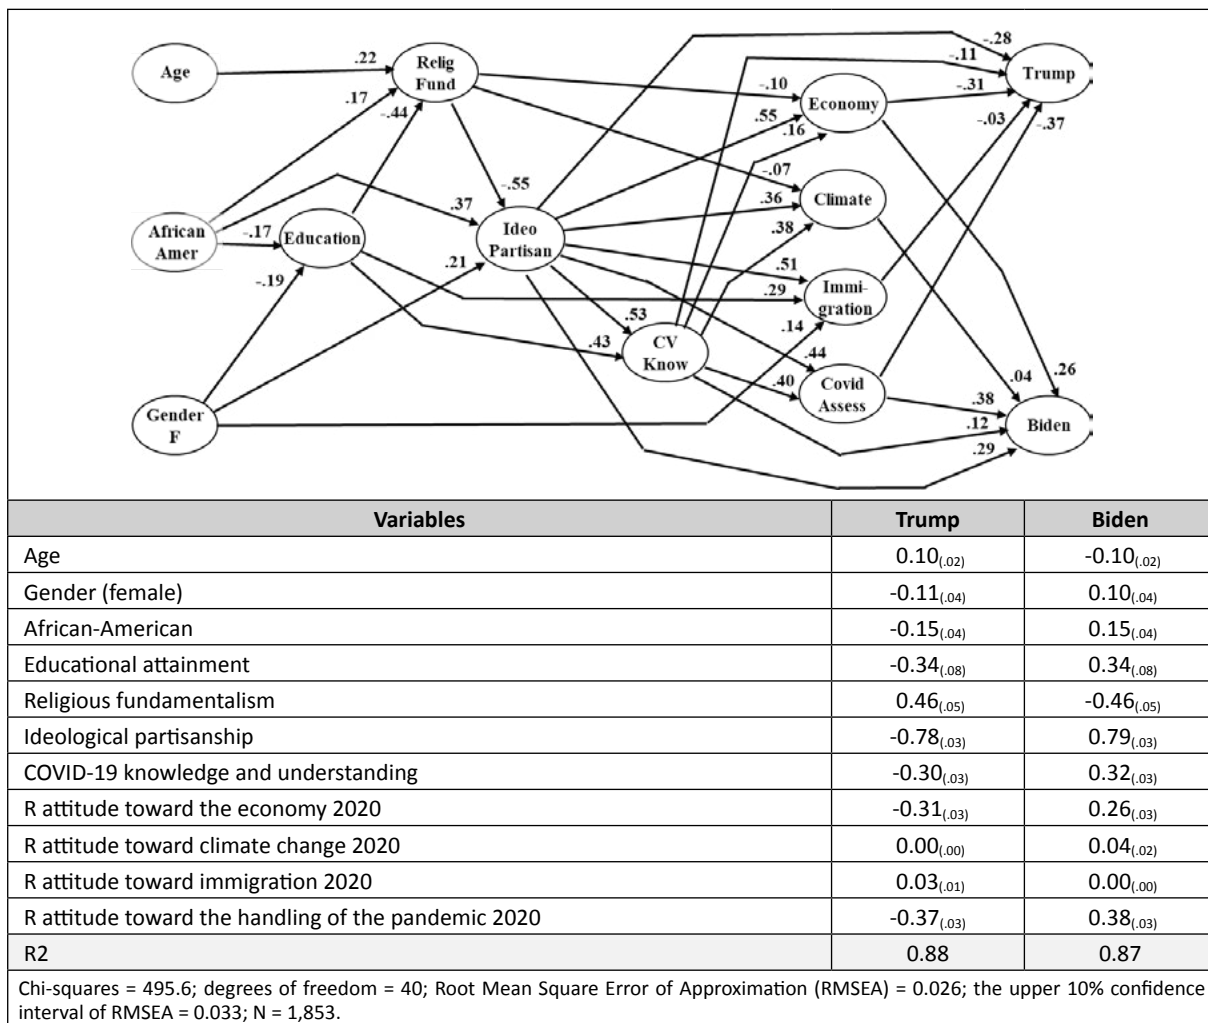 -.28
.22
Relig
Fund
-.11
Age
Trump
-.10
-.31
.17
-.44
Economy
.55
.16
-.03
-.37
-.07
-.55
.36
Climate
.37
African
Amer
-.17
Education
Ideo
Partisan
.38
.21
.51
-.19
.29
Immi-
gration
.53
.14
.43
CV
Know
.44
.40
Covid
Assess
.04
.26
.38
Gender
F
.12
Biden
.29
Variables Trump Biden
Age 0.10(.02) -0.10(.02)
Gender (female) -0.11(.04) 0.10(.04)
African-American -0.15(.04) 0.15(.04)
Educational attainment -0.34(.08) 0.34(.08)
Religious fundamentalism 0.46(.05) -0.46(.05)
Ideological partisanship -0.78(.03) 0.79(.03)
COVID-19 knowledge and understanding -0.30(.03) 0.32(.03)
R attitude toward the economy 2020 -0.31(.03) 0.26(.03)
R attitude toward climate change 2020 0.00(.00) 0.04(.02)
R attitude toward immigration 2020 0.03(.01) 0.00(.00)
R attitude toward the handling of the pandemic 2020 -0.37(.03) 0.38(.03)
R2 0.88 0.87
Chi-squares = 495.6; degrees of freedom = 40; Root Mean Square Error of Approximation (RMSEA) = 0.026; the upper 10% confidence
interval of RMSEA = 0.033; N = 1,853.